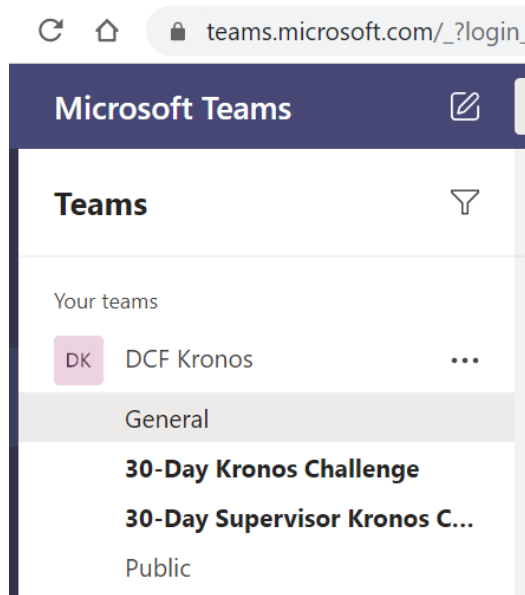 teams.microsoft.com/_?login_
Microsoft Teams
Teams
Your teams
DK DCF Kronos
General
30-Day Kronos Challenge
30-Day Supervisor Kronos C...
Public